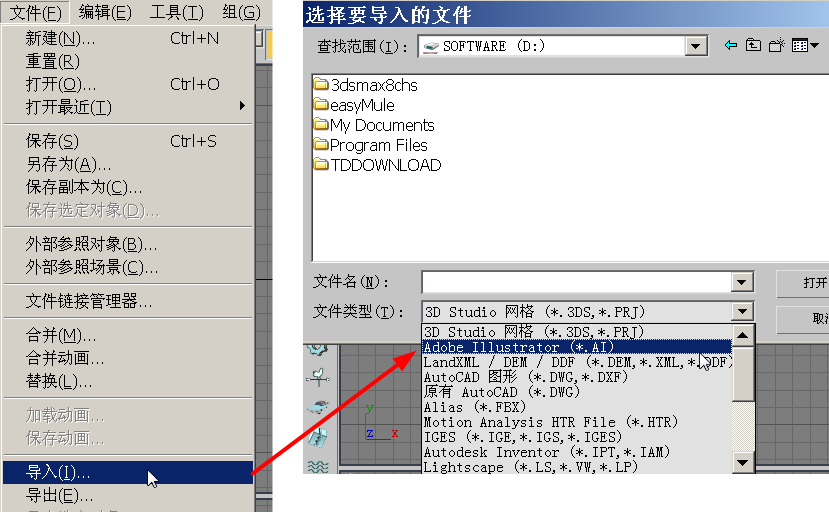 文件(F) 编辑(E) 工具(T) 组(G)
新建(N)... Ctrl+N
重置(R)
打开(O)... Ctrl+O
打开最近(T)
保存(S) Ctrl+S
另存为(A)...
保存副本为(C)...
保存选定对象(D)...
外部参照对象(B)...
外部参照场景(C)...
文件链接管理器...
合并(M)...
合并动画...
替换(L)...
加载动画...
保存动画...
导入(I)...
导出(E)...
选择要导入的文件
查找范围(I): SOFTWARE (D:)
3dsmax8chs
easyMule
My Documents
Program Files
TDDOWNLOAD
文件名(N): 打开
文件类型(T): 3D Studio 网格 (*.3DS,*.PRJ) 取
3D Studio 网格 (*.3DS,*.PRJ)
Adobe Illustrator (*.AI)
LandXML / DEM / DDF (*.DEM,*.XML,*.DDF)
AutoCAD 图形 (*.DWG,*.DXF)
原有 AutoCAD (*.DWG)
Alias (*.FBX)
Motion Analysis HTR File (*.HTR)
IGES (*.IGE,*.IGS,*.IGES)
Autodesk Inventor (*.IPT,*.IAM)
Lightscape (*.LS,*.VW,*.LP)
y
z x